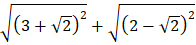 √((3 + √2)²) + √((2 − √2)²)